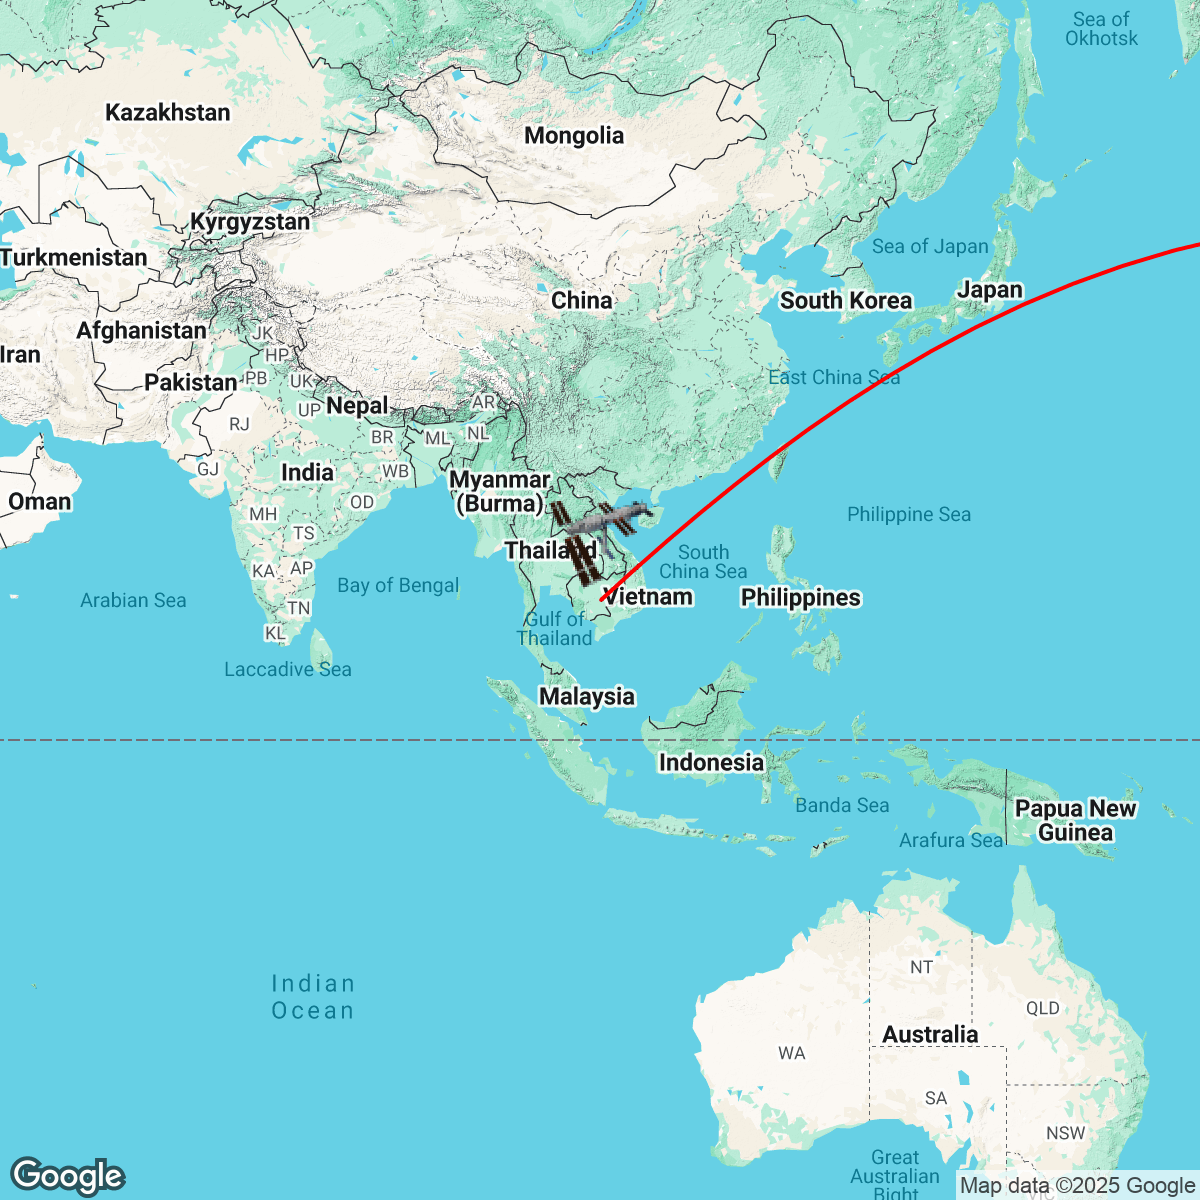 Sea of
Okhotsk
Kazakhstan
Mongolia
Kyrgyzstan
Sea of Japan
Turkmenistan
Japan
China
South Korea
Afghanistan
JK
Iran
HP
East China Sea
Pakistan
PB
UK
Nepal
AR
UP
RJ
BR
ML
NL
GJ
India
WB
Myanmar
(Burma)
Oman
OD
MH
Philippine Sea
TS
Thailand
South
China Sea
KA
AP
Bay of Bengal
Arabian Sea
Vietnam
Philippines
TN
Gulf of
Thailand
KL
Laccadive Sea
Malaysia
Indonesia
Banda Sea
Papua New
Guinea
Arafura Sea
NT
Indian
Ocean
QLD
Australia
WA
SA
NSW
Great
Australian
Bight
VIC
Google
Map data ©2025 Google